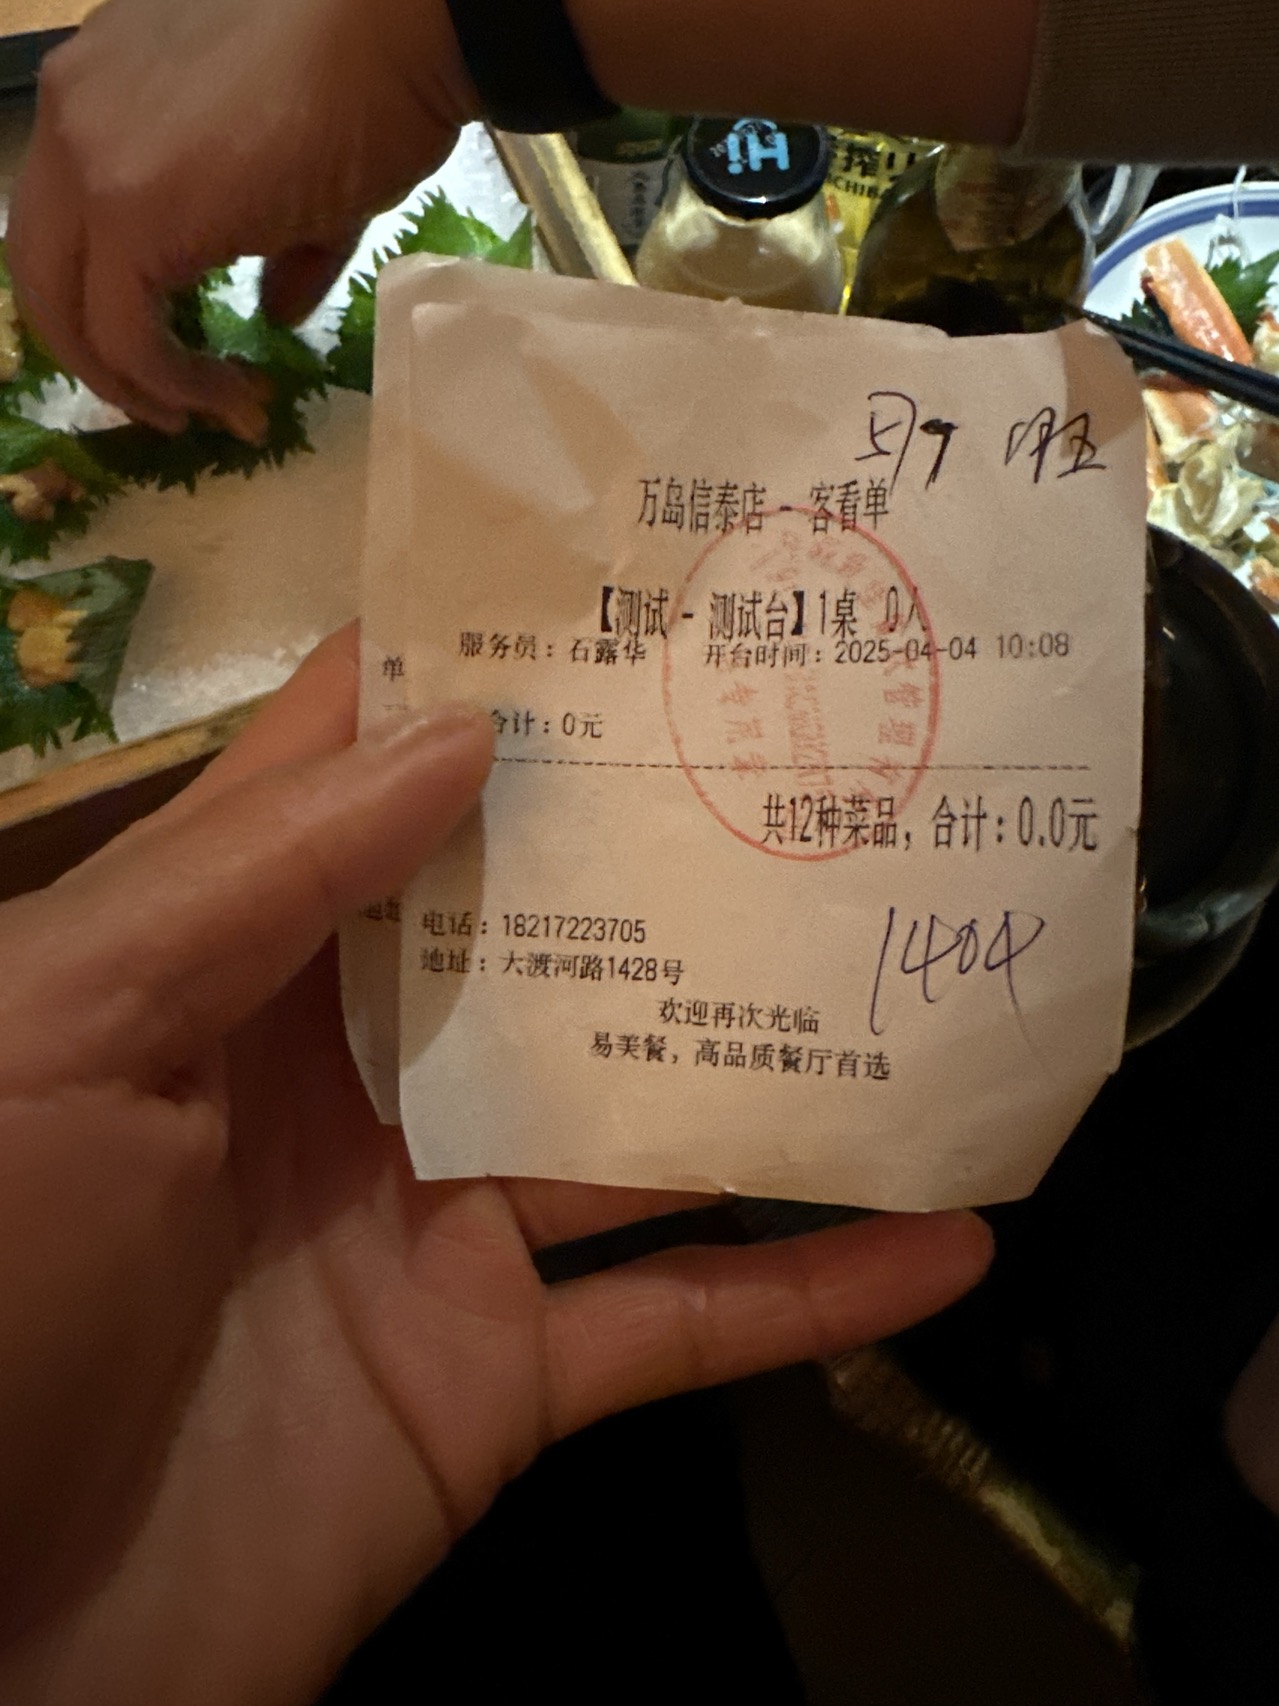 Hi
万岛信泰店 - 客看单
【测试 - 测试台】1桌 0人
服务员：石露华 开台时间：2025-04-04 10:08
单
合计：0元
共12种菜品，合计：0.0元
1404
电话：18217223705
地址：大渡河路1428号
欢迎再次光临
易美餐，高品质餐厅首选